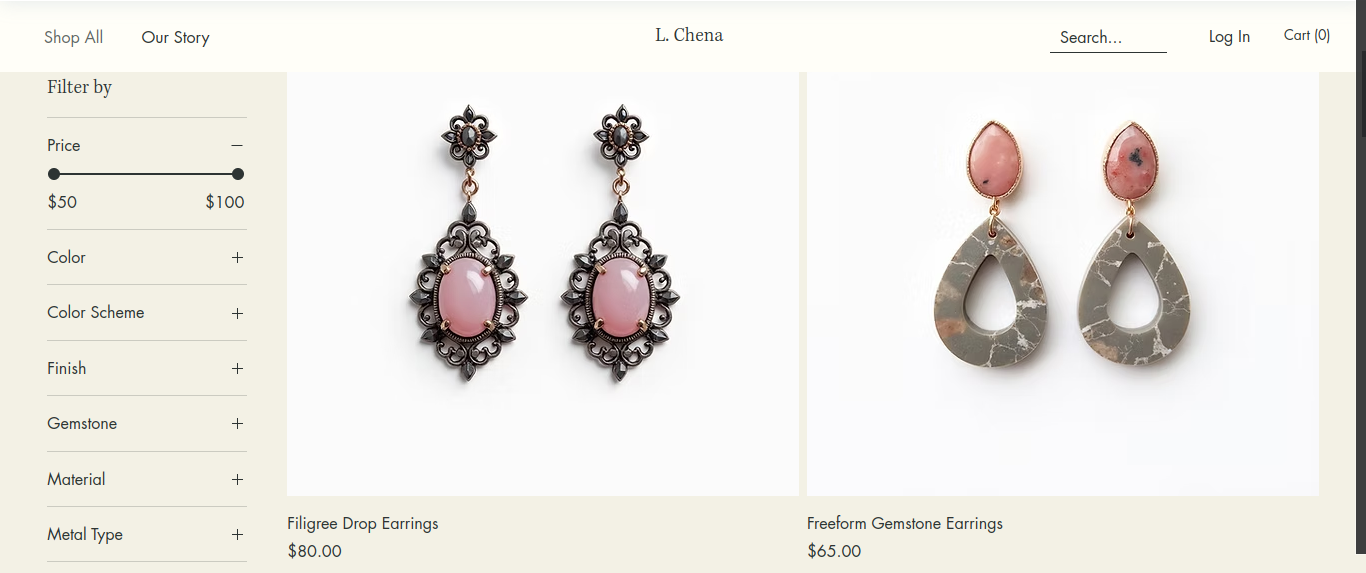 Shop All
Our Story
L. Chena
Search...
Log In
Cart (0)
Filter by
Price
$50
$100
Color
Color Scheme
Finish
Gemstone
Material
Metal Type
Filigree Drop Earrings
$80.00
Freeform Gemstone Earrings
$65.00